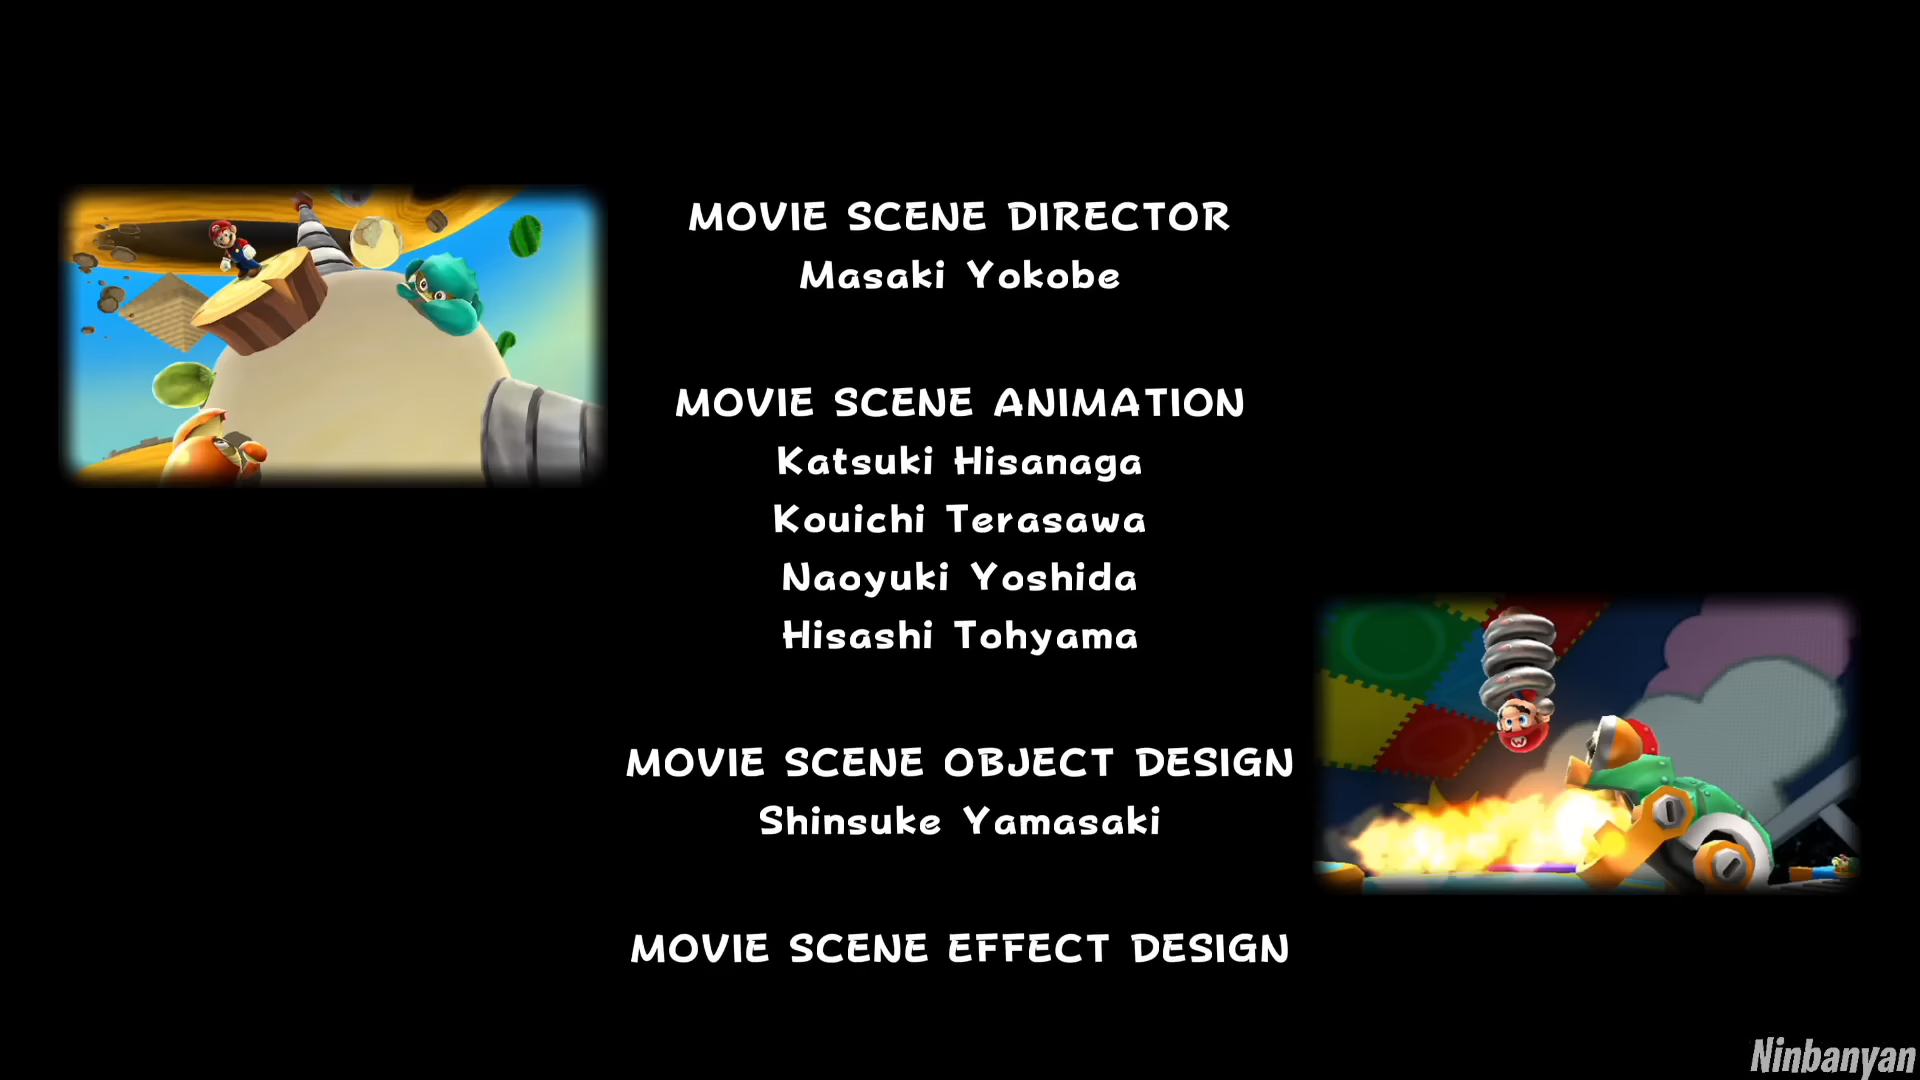 MOVIE SCENE DIRECTOR
Masaki Yokobe
MOVIE SCENE ANIMATION
Katsuki Hisanaga
Kouichi Terasawa
Naoyuki Yoshida
Hisashi Tohyama
MOVIE SCENE OBJECT DESIGN
Shinsuke Yamasaki
MOVIE SCENE EFFECT DESIGN
Ninbanyan